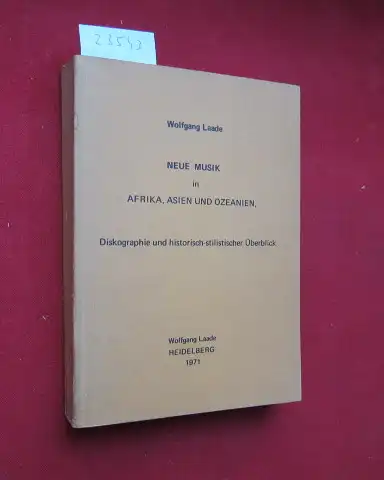 23542
Wolfgang Laade
NEUE MUSIK
in
AFRIKA, ASIEN UND OZEANIEN,
Diskographie und historisch-stilistischer Überblick
Wolfgang Laade
HEIDELBERG
1971